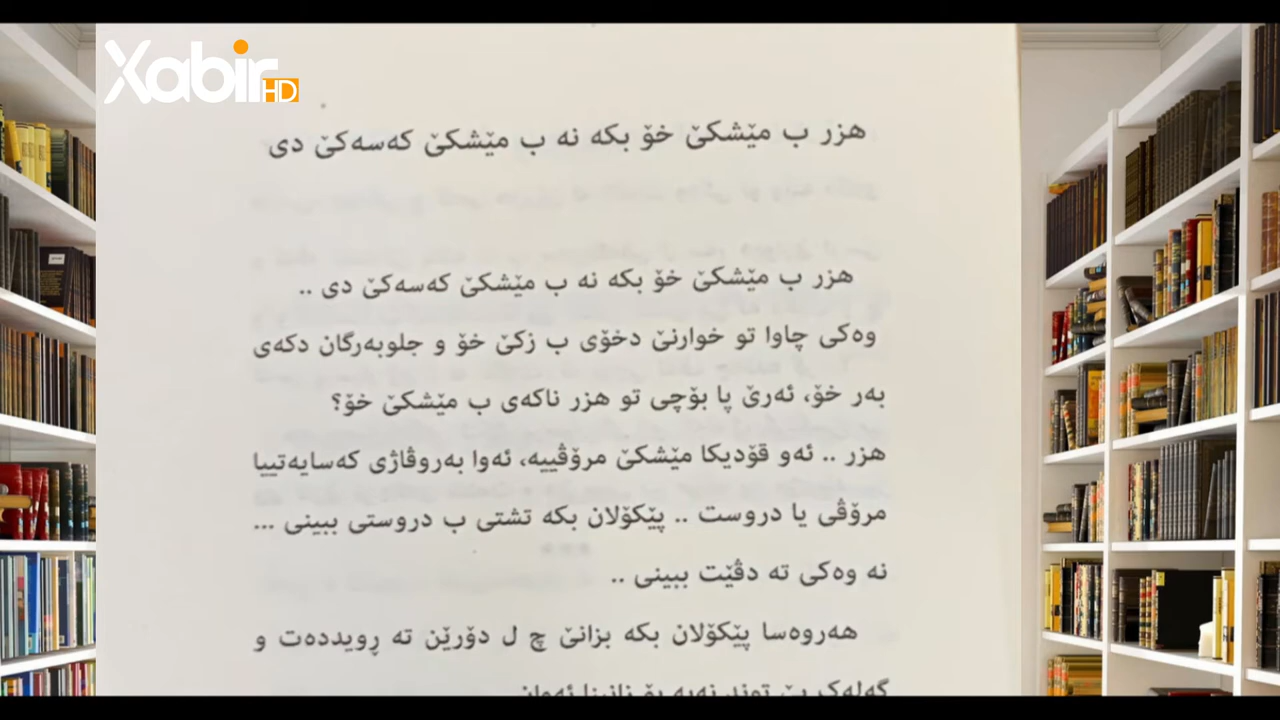 Xabir HD
هزر ب مێشکێ خۆ بکە نە ب مێشکێ کەسەکێ دی
هزر ب مێشکێ خۆ بکە نە ب مێشکێ کەسەکێ دی ..
وەکی چاوا تو خوارنێ دخۆی ب زکێ خۆ و جلوبەرگان دکەی
بەر خۆ، ئەرێ پا بۆچی تو هزر ناکەی ب مێشکێ خۆ؟
هزر .. ئەو قۆدیکا مێشکێ مرۆڤییە، ئەوا بەروڤاژی کەسایەتییا
مرۆڤی یا دروست .. پێکۆلان بکە تشتی ب دروستی ببینی ...
نە وەکی تە دڤێت ببینی ..
هەروەسا پێکۆلان بکە بزانێ چ ل دۆرێن تە ڕویددەت و